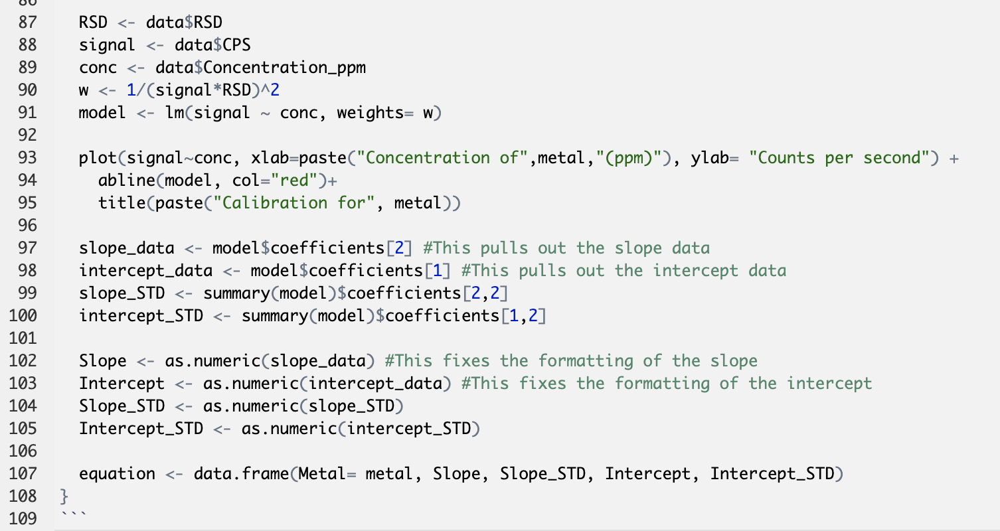 86
87 RSD <- data$RSD
88 signal <- data$CPS
89 conc <- data$Concentration_ppm
90 w <- 1/(signal*RSD)^2
91 model <- lm(signal ~ conc, weights= w)
92
93 plot(signal~conc, xlab=paste("Concentration of",metal,"(ppm)"), ylab= "Counts per second") +
94 abline(model, col="red")+
95 title(paste("Calibration for", metal))
96
97 slope_data <- model$coefficients[2] #This pulls out the slope data
98 intercept_data <- model$coefficients[1] #This pulls out the intercept data
99 slope_STD <- summary(model)$coefficients[2,2]
100 intercept_STD <- summary(model)$coefficients[1,2]
101
102 Slope <- as.numeric(slope_data) #This fixes the formatting of the slope
103 Intercept <- as.numeric(intercept_data) #This fixes the formatting of the intercept
104 Slope_STD <- as.numeric(slope_STD)
105 Intercept_STD <- as.numeric(intercept_STD)
106
107 equation <- data.frame(Metal= metal, Slope, Slope_STD, Intercept, Intercept_STD)
108 }
109 ```